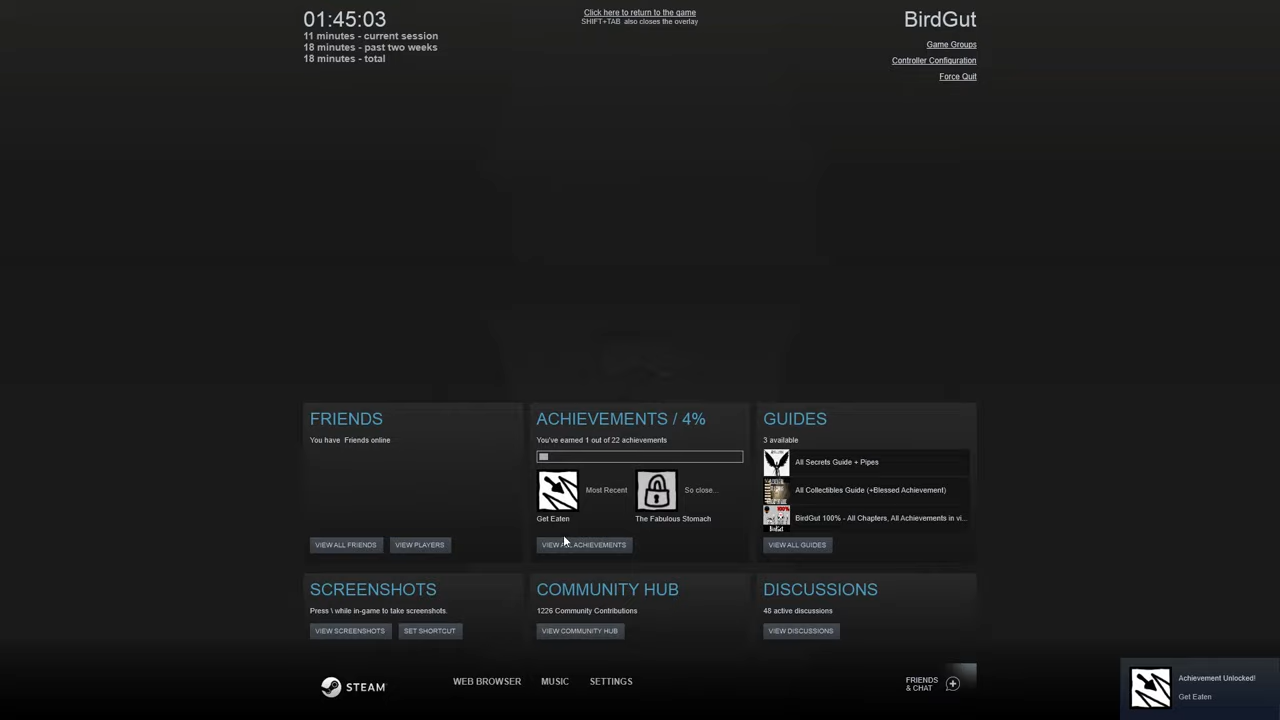 01:45:03
11 minutes - current session
18 minutes - past two weeks
18 minutes - total
Click here to return to the game
SHIFT+TAB also closes the overlay
BirdGut
Game Groups
Controller Configuration
Force Quit
FRIENDS
You have Friends online
VIEW ALL FRIENDS
VIEW PLAYERS
ACHIEVEMENTS / 4%
You've earned 1 out of 22 achievements
Most Recent
So close...
Get Eaten
The Fabulous Stomach
VIEW ALL ACHIEVEMENTS
GUIDES
3 available
All Secrets Guide + Pipes
All Collectibles Guide (+Blessed Achievement)
BirdGut 100% - All Chapters, All Achievements in vi...
VIEW ALL GUIDES
SCREENSHOTS
Press \ while in-game to take screenshots.
VIEW SCREENSHOTS
SET SHORTCUT
COMMUNITY HUB
1226 Community Contributions
VIEW COMMUNITY HUB
DISCUSSIONS
48 active discussions
VIEW DISCUSSIONS
STEAM
WEB BROWSER
MUSIC
SETTINGS
FRIENDS
& CHAT
Achievement Unlocked!
Get Eaten